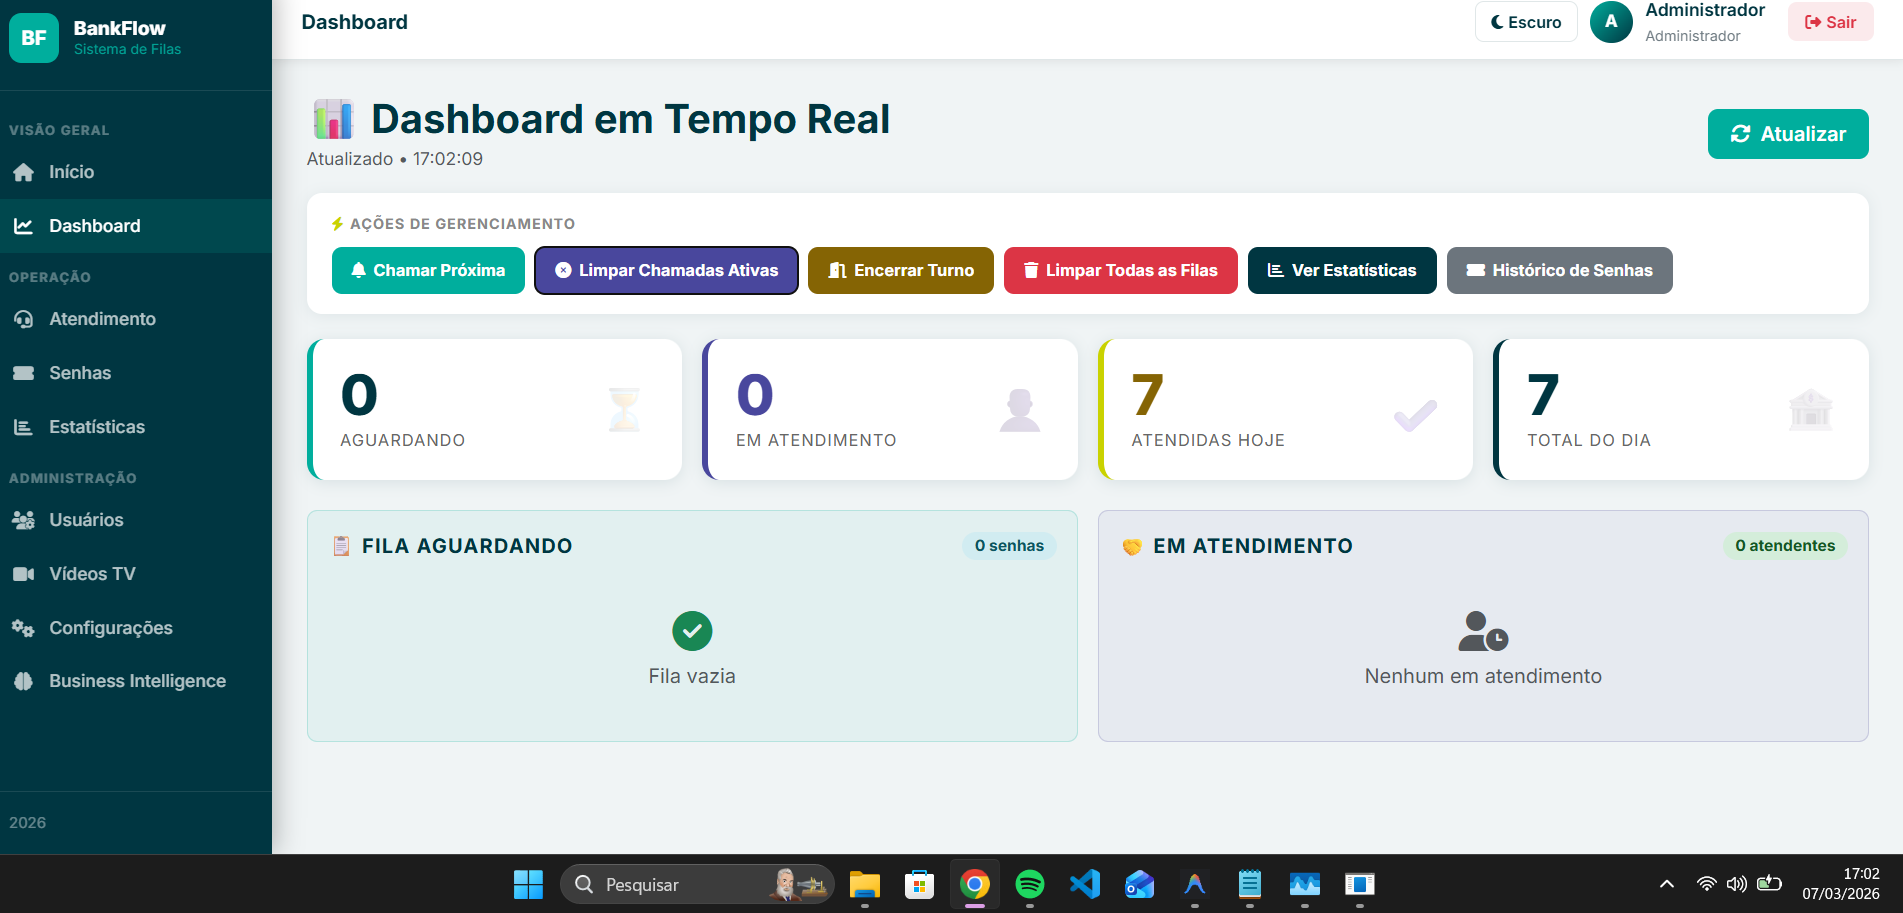 BF
BankFlow
Sistema de Filas
VISÃO GERAL
Início
Dashboard
OPERAÇÃO
Atendimento
Senhas
Estatísticas
ADMINISTRAÇÃO
Usuários
Vídeos TV
Configurações
Business Intelligence
2026
Dashboard
Escuro
A
Administrador
Administrador
Sair
Dashboard em Tempo Real
Atualizado • 17:02:09
Atualizar
AÇÕES DE GERENCIAMENTO
Chamar Próxima
Limpar Chamadas Ativas
Encerrar Turno
Limpar Todas as Filas
Ver Estatísticas
Histórico de Senhas
0
AGUARDANDO
0
EM ATENDIMENTO
7
ATENDIDAS HOJE
7
TOTAL DO DIA
FILA AGUARDANDO
0 senhas
Fila vazia
EM ATENDIMENTO
0 atendentes
Nenhum em atendimento
Pesquisar
17:02
07/03/2026